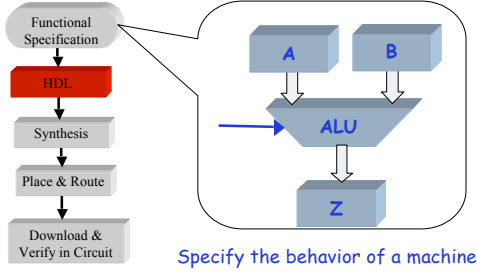 Functional
Specification
HDL
Synthesis
Place & Route
Download &
Verify in Circuit
A
B
ALU
Z
Specify the behavior of a machine